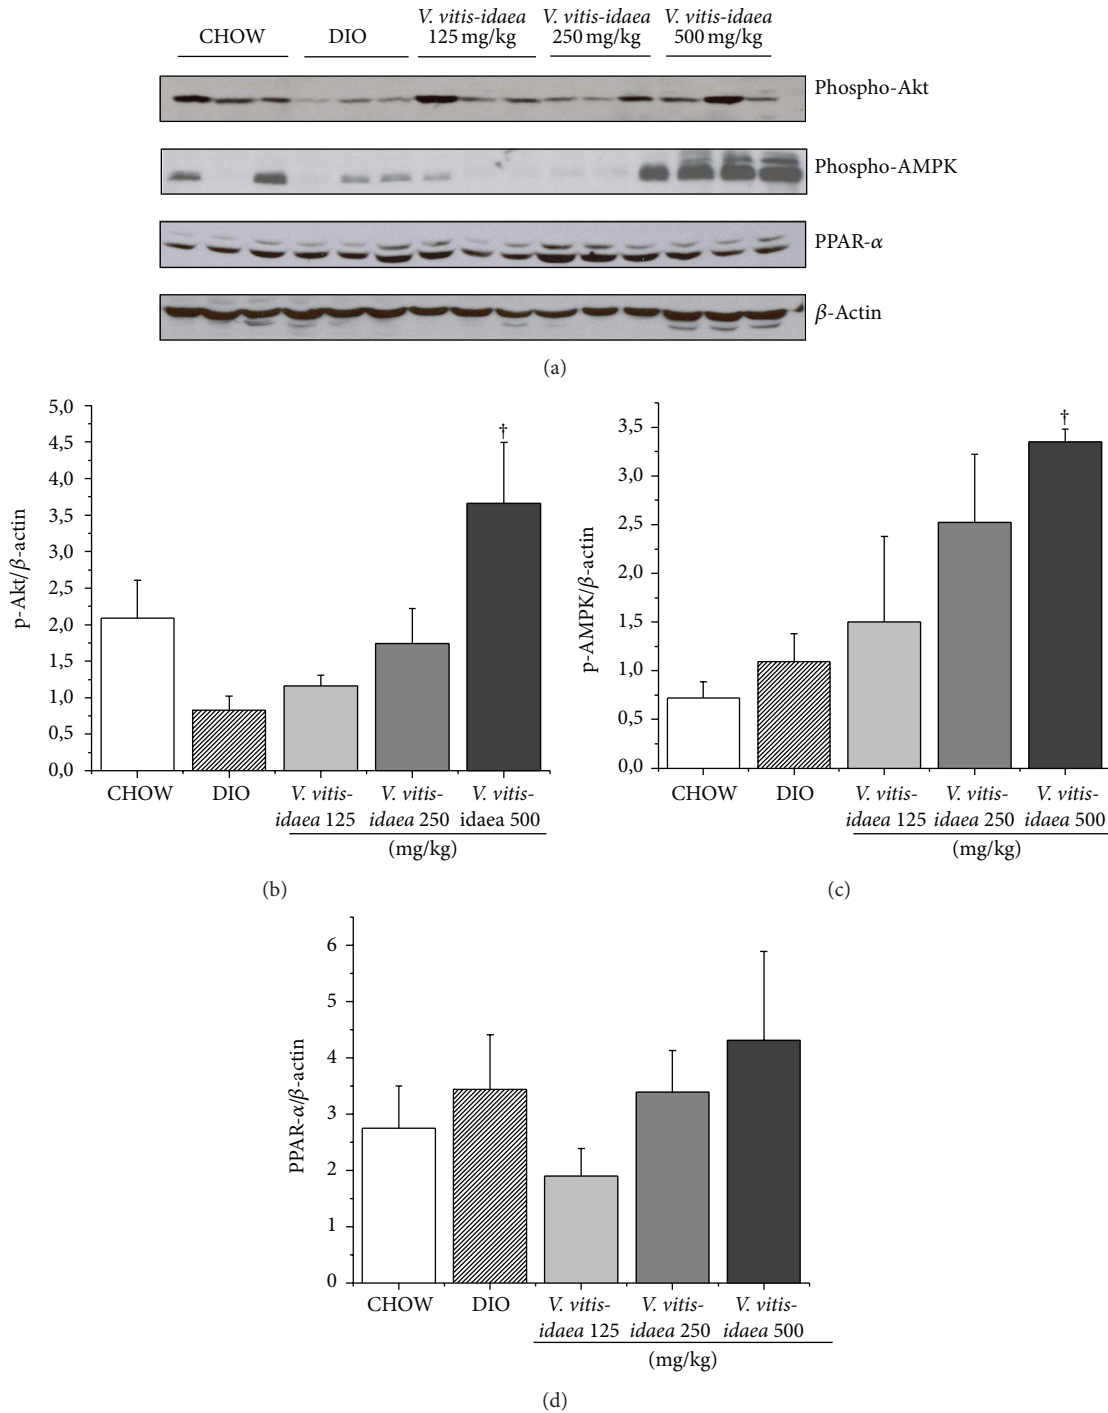 CHOW DIO V. vitis-idaea 125 mg/kg V. vitis-idaea 250 mg/kg V. vitis-idaea 500 mg/kg
Phospho-Akt
Phospho-AMPK
PPAR-α
β-Actin
(a)
p-Akt/β-actin
5,0
4,5
4,0
3,5
3,0
2,5
2,0
1,5
1,0
0,5
0,0
†
CHOW DIO V. vitis- V. vitis- V. vitis-
idaea 125 idaea 250 idaea 500
(mg/kg)
(b)
p-AMPK/β-actin
3,5
3,0
2,5
2,0
1,5
1,0
0,5
0,0
†
CHOW DIO V. vitis- V. vitis- V. vitis-
idaea 125 idaea 250 idaea 500
(mg/kg)
(c)
PPAR-α/β-actin
6
5
4
3
2
1
0
CHOW DIO V. vitis- V. vitis- V. vitis-
idaea 125 idaea 250 idaea 500
(mg/kg)
(d)